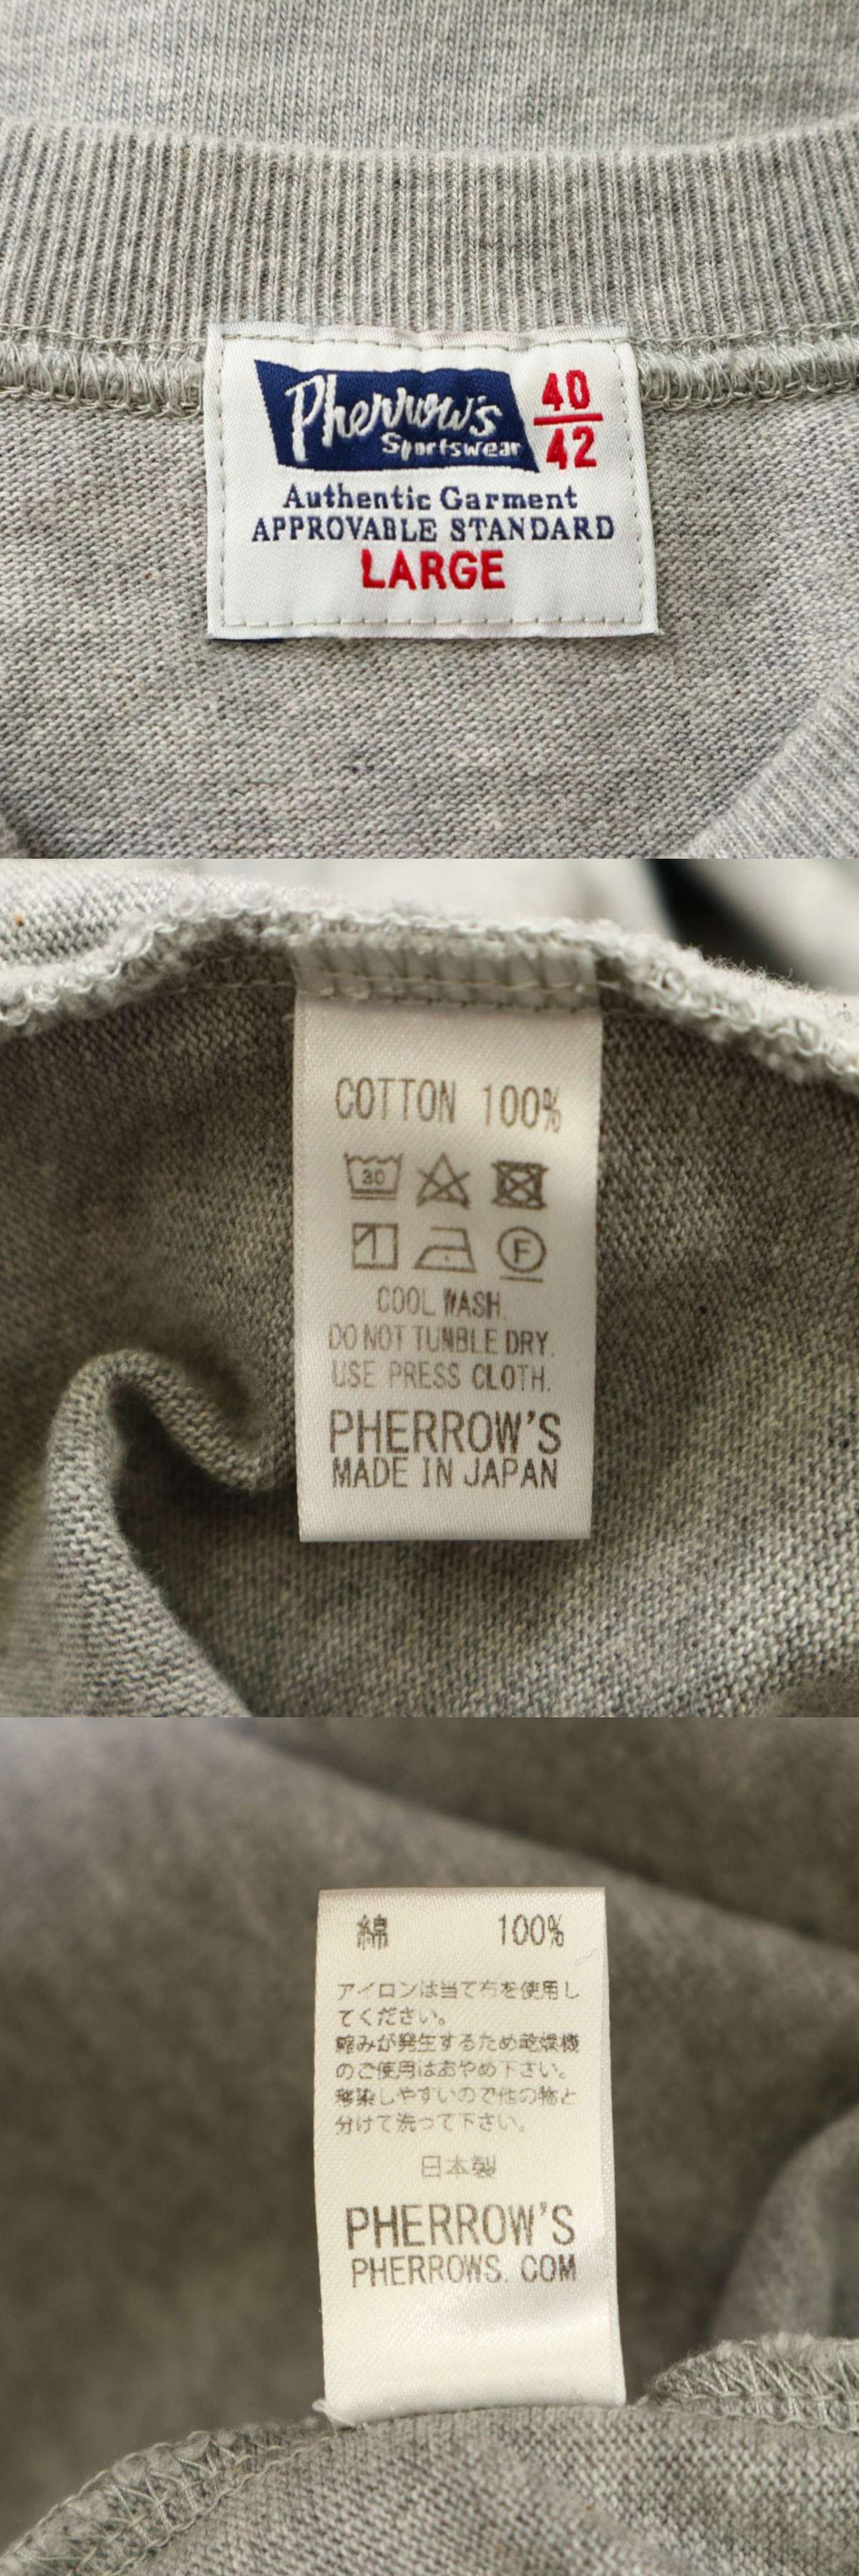 Pherrow's
Sportswear
40
42
Authentic Garment
APPROVABLE STANDARD
LARGE
COTTON 100%
30
F
COOL WASH.
DO NOT TUMBLE DRY.
USE PRESS CLOTH.
PHERROW'S
MADE IN JAPAN
綿 100%
アイロンは当て布を使用し
てください。
縮みが発生するため乾燥機
のご使用はおやめ下さい。
移染しやすいので他の物と
分けて洗って下さい。
日本製
PHERROW'S
PHERROWS.COM